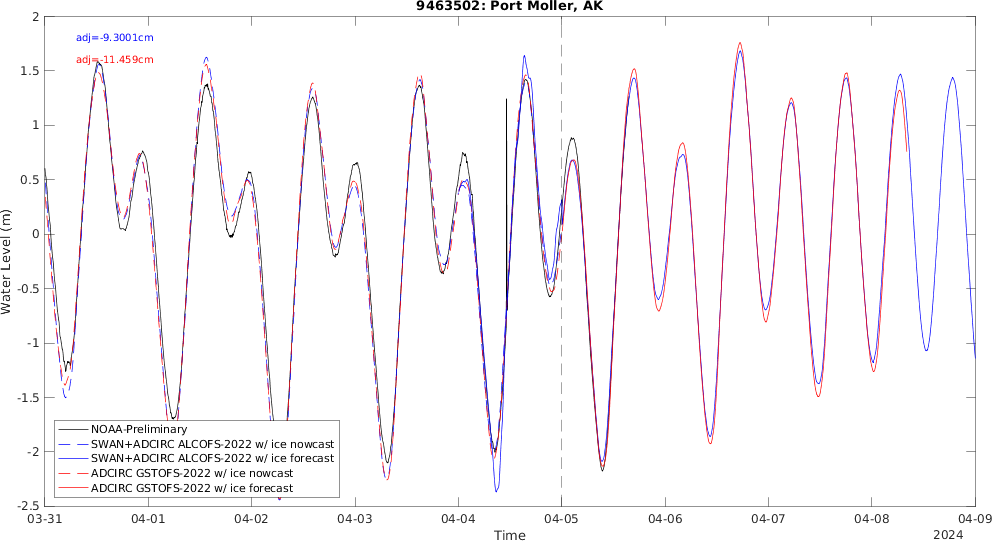 9463502: Port Moller, AK
adj=-9.3001cm
adj=-11.459cm
2
1.5
1
0.5
0
-0.5
-1
-1.5
-2
-2.5
Water Level (m)
NOAA-Preliminary
SWAN+ADCIRC ALCOFS-2022 w/ ice nowcast
SWAN+ADCIRC ALCOFS-2022 w/ ice forecast
ADCIRC GSTOFS-2022 w/ ice nowcast
ADCIRC GSTOFS-2022 w/ ice forecast
03-31 04-01 04-02 04-03 04-04 04-05 04-06 04-07 04-08 04-09
Time
2024